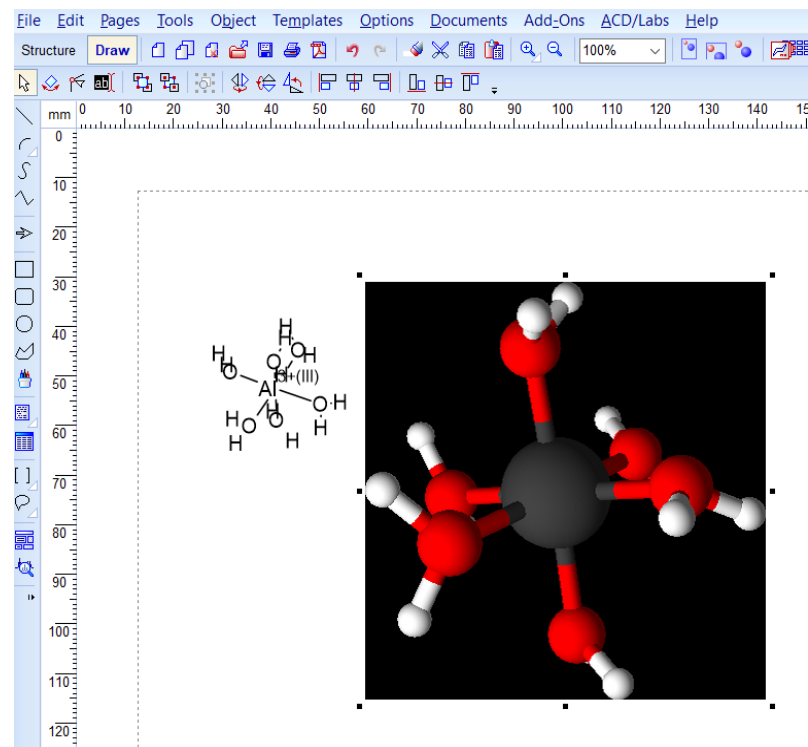 File Edit Pages Tools Object Templates Options Documents Add-Ons ACD/Labs Help
Structure Draw 100%
ab
mm 0 10 20 30 40 50 60 70 80 90 100 110 120 130 140
0
10
20
30
40
50
60
70
80
90
100
110
120
H
H O H
H H O
H O
Al (III)
O H
H O H O H
H H